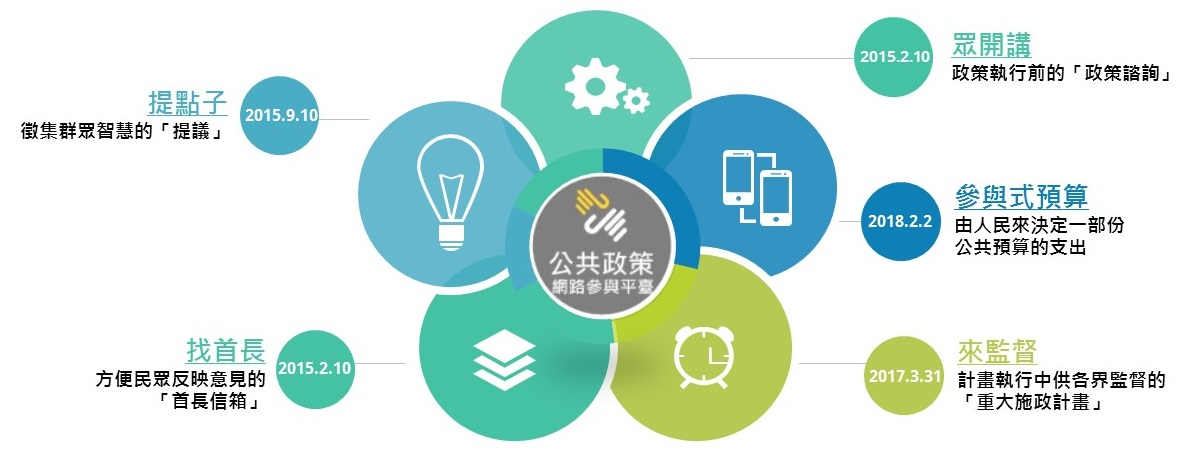 眾開講
2015.2.10
政策執行前的「政策諮詢」
提點子
2015.9.10
徵集群眾智慧的「提議」
參與式預算
2018.2.2
由人民來決定一部份
公共預算的支出
公共政策
網路參與平臺
找首長
2015.2.10
方便民眾反映意見的
「首長信箱」
來監督
2017.3.31
計畫執行中供各界監督的
「重大施政計畫」